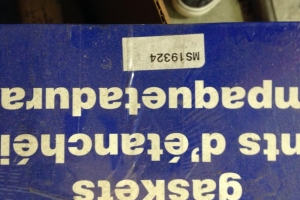 gaskets
nts d'étanchéi
mpaquetadura
MS19324